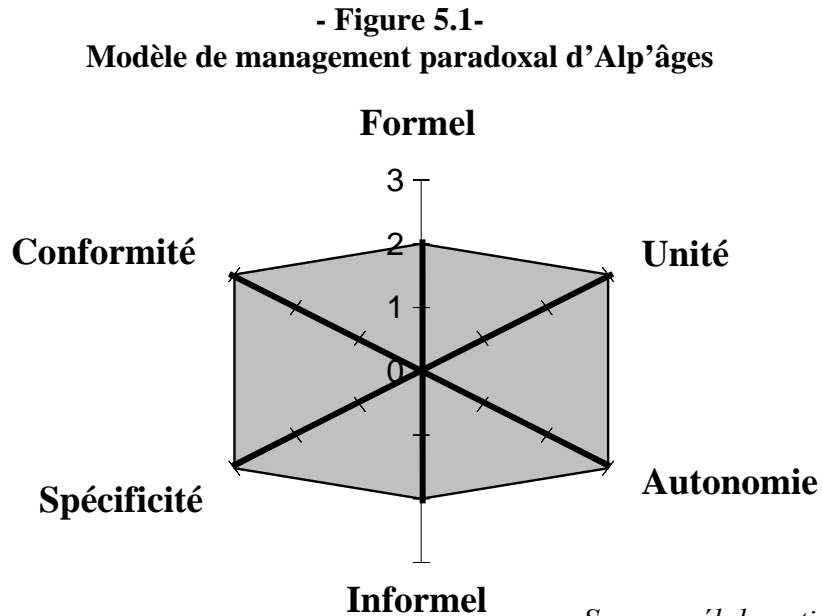 - Figure 5.1-
Modèle de management paradoxal d'Alp'âges
Formel
3
Conformité
2
Unité
1
0
Spécificité
Autonomie
Informel